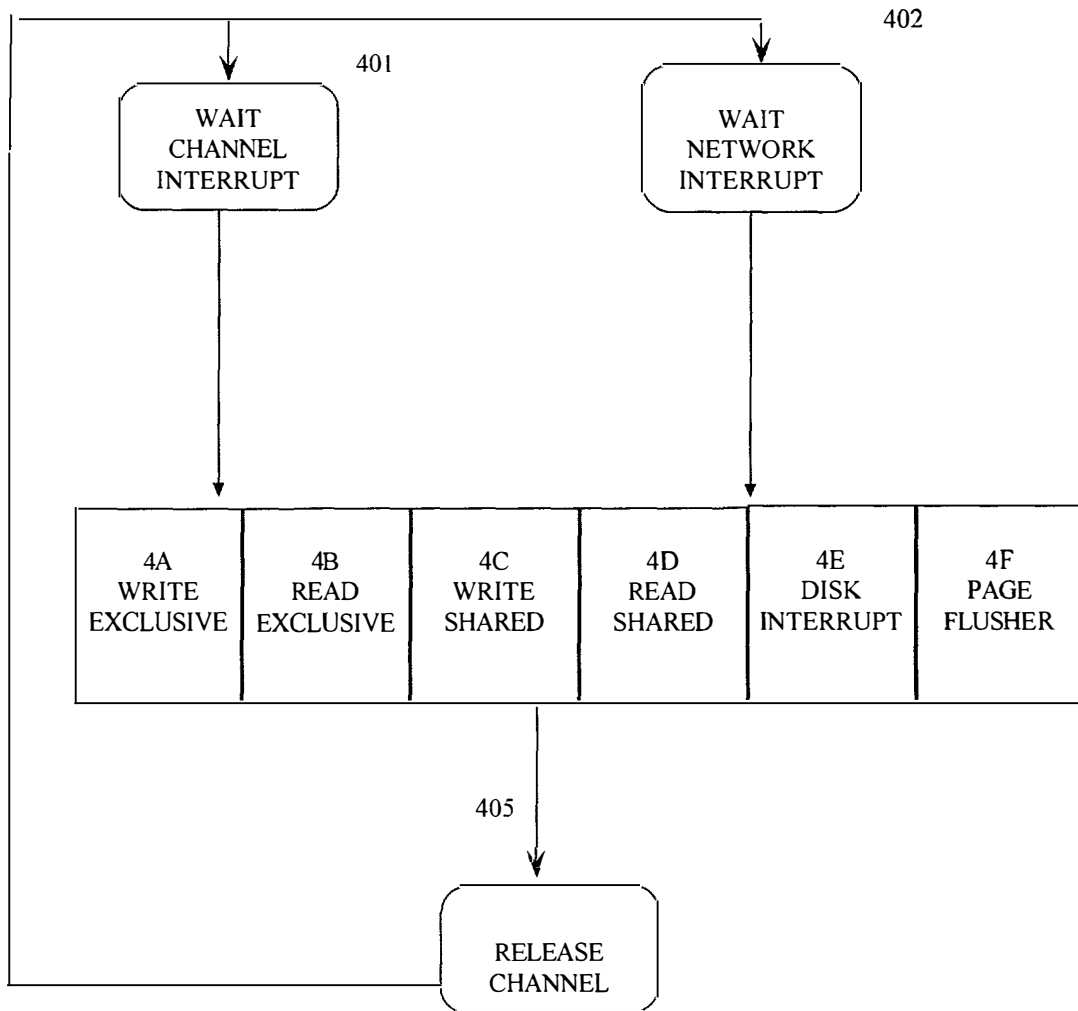 402
401
WAIT
CHANNEL
INTERRUPT
WAIT
NETWORK
INTERRUPT
4A
WRITE
EXCLUSIVE
4B
READ
EXCLUSIVE
4C
WRITE
SHARED
4D
READ
SHARED
4E
DISK
INTERRUPT
4F
PAGE
FLUSHER
405
RELEASE
CHANNEL